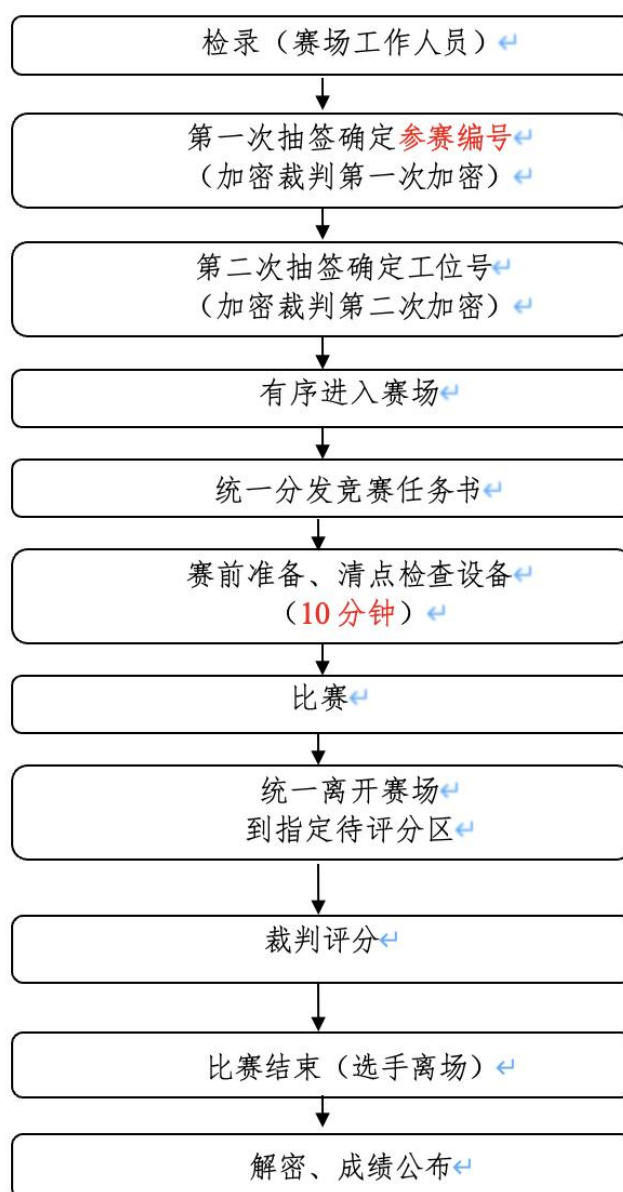 检录（赛场工作人员）
第一次抽签确定参赛编号
（加密裁判第一次加密）
第二次抽签确定工位号
（加密裁判第二次加密）
有序进入赛场
统一分发竞赛任务书
赛前准备、清点检查设备
（10 分钟）
比赛
统一离开赛场
到指定待评分区
裁判评分
比赛结束（选手离场）
解密、成绩公布